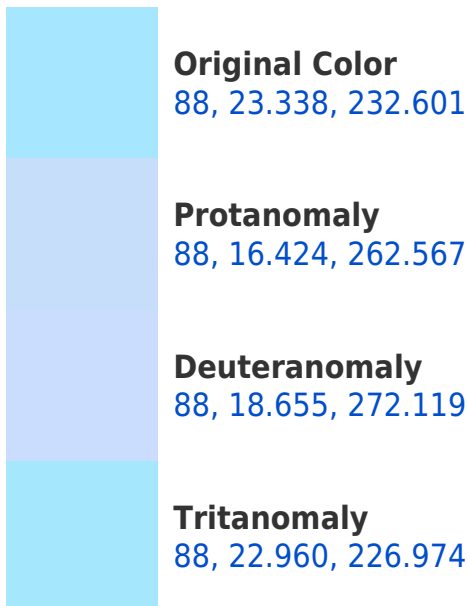 Original Color
88, 23.338, 232.601
Protanomaly
88, 16.424, 262.567
Deuteranomaly
88, 18.655, 272.119
Tritanomaly
88, 22.960, 226.974